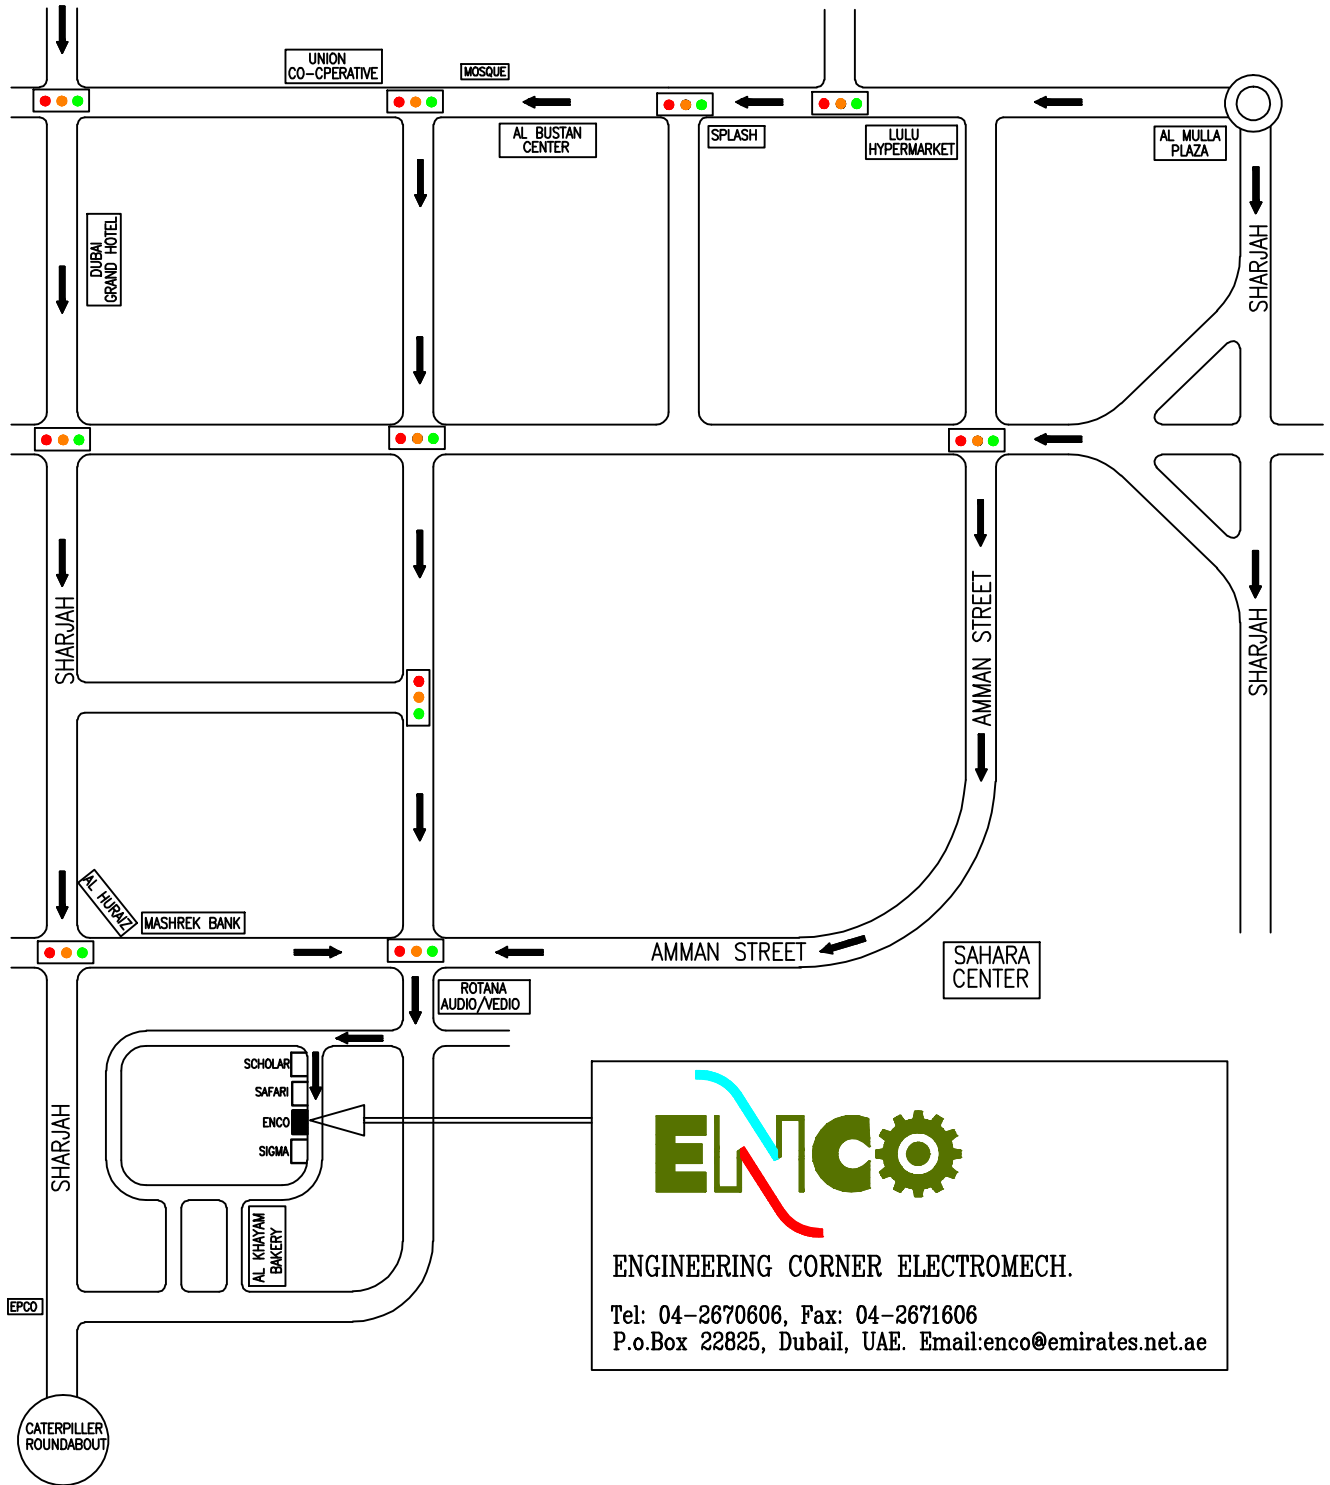 UNION
CO-CPERATIVE
MOSQUE
AL BUSTAN
CENTER
SPLASH
LULU
HYPERMARKET
AL MULLA
PLAZA
DUBAI
GRAND HOTEL
SHARJAH
SHARJAH
AMMAN STREET
SHARJAH
AL HURAIZ
MASHREK BANK
AMMAN STREET
SAHARA
CENTER
ROTANA
AUDIO/VEDIO
SCHOLAR
SAFARI
ENCO
SIGMA
SHARJAH
AL KHAYAM
BAKERY
EPCO
CATERPILLER
ROUNDABOUT
ENCO
ENGINEERING CORNER ELECTROMECH.
Tel: 04-2670606, Fax: 04-2671606
P.o.Box 22825, DubaiI, UAE. Email:enco@emirates.net.ae